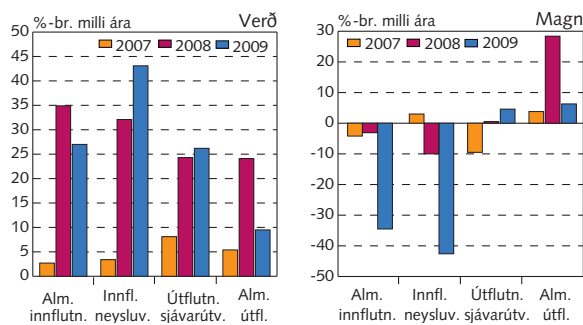 %-br. milli ára Verð
2007 2008 2009
50
45
40
35
30
25
20
15
10
5
0
Alm. innflutn.
Innfl. neysluv.
Útflutn. sjávarútv.
Alm. útfl.
%-br. milli ára Magn
2007 2008 2009
30
20
10
0
-10
-20
-30
-40
-50
Alm. innflutn.
Innfl. neysluv.
Útflutn. sjávarútv.
Alm. útfl.